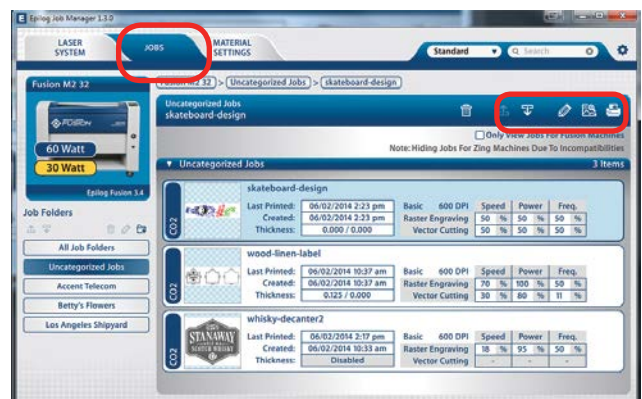 Epilog Job Manager 1.3.0
LASER SYSTEM
JOBS
MATERIAL SETTINGS
Standard
Search
Fusion M2 32
Fusion M2 32 > Uncategorized Jobs > skateboard-design
Uncategorized Jobs
skateboard-design
Only View Jobs For Fusion Machines
Note: Hiding Jobs For Zing Machines Due To Incompatibilities
FUSION
60 Watt
30 Watt
Epilog Fusion 3.4
Job Folders
All Job Folders
Uncategorized Jobs
Accent Telecom
Betty's Flowers
Los Angeles Shipyard
Uncategorized Jobs 3 Items
CO2
skateboard-design
Last Printed: 06/02/2014 2:23 pm Basic 600 DPI Speed Power Freq.
Created: 06/02/2014 2:23 pm Raster Engraving 50 % 50 % 50 %
Thickness: 0.000 / 0.000 Vector Cutting 50 % 50 % 50 %
CO2
wood-linen-label
Last Printed: 06/02/2014 10:37 am Basic 600 DPI Speed Power Freq.
Created: 06/02/2014 10:37 am Raster Engraving 70 % 100 % 50 %
Thickness: 0.125 / 0.000 Vector Cutting 30 % 80 % 11 %
CO2
STANAWAY
SCOTCH WHISKY
whisky-decanter2
Last Printed: 06/02/2014 2:17 pm Basic 600 DPI Speed Power Freq.
Created: 06/02/2014 10:33 am Raster Engraving 18 % 95 % 50 %
Thickness: Disabled Vector Cutting - - -